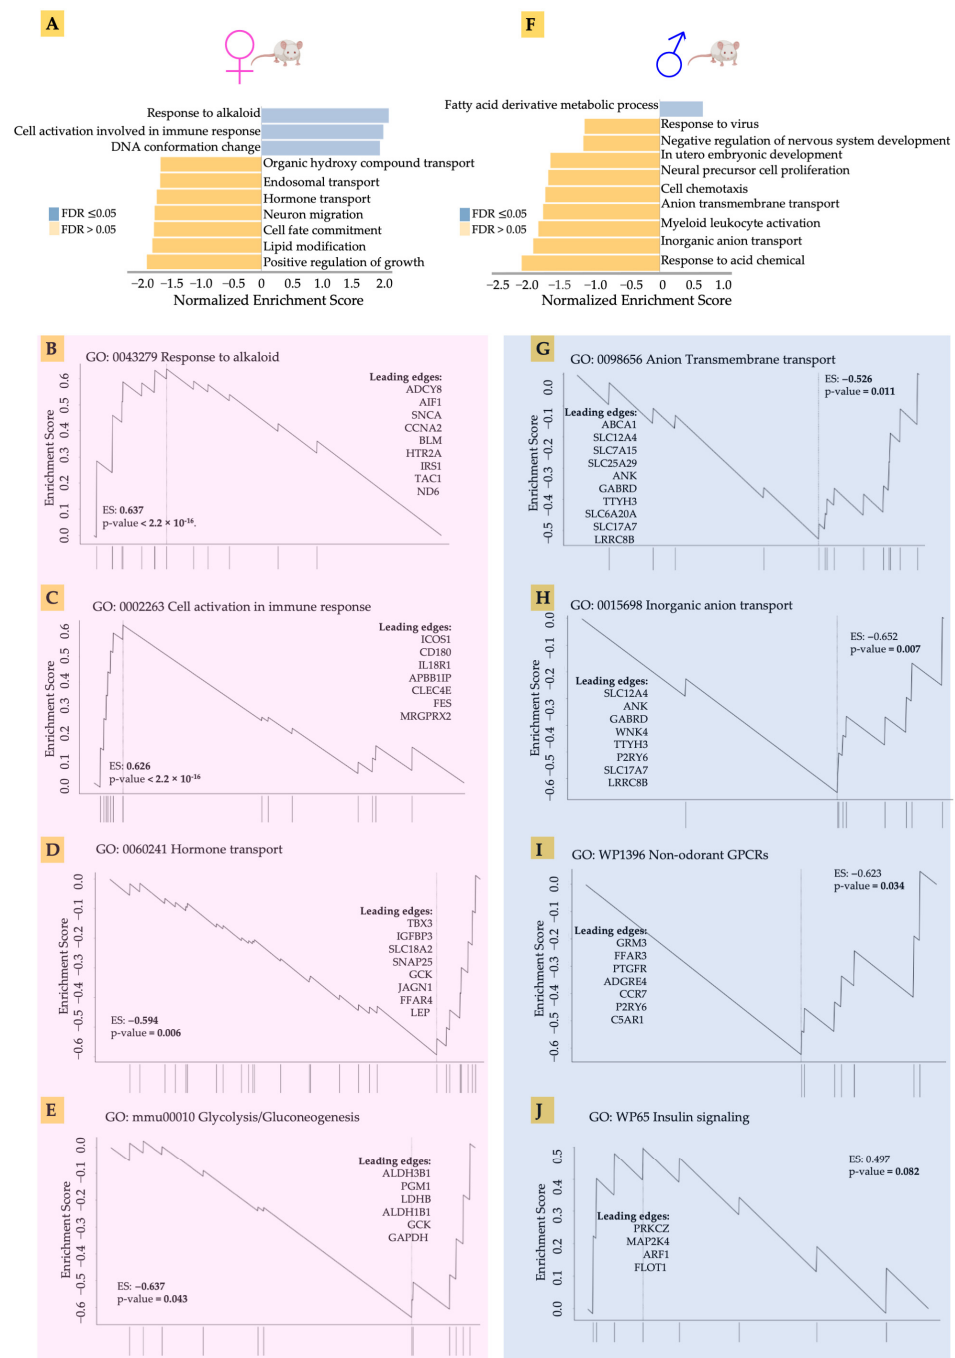 A
Response to alkaloid
Cell activation involved in immune response
DNA conformation change
Organic hydroxy compound transport
Endosomal transport
Hormone transport
Neuron migration
Cell fate commitment
Lipid modification
Positive regulation of growth
FDR ≤0.05
FDR > 0.05
−2.0 −1.5 −1.0 −0.5 0 0.5 1.0 1.5 2.0
Normalized Enrichment Score
F
Fatty acid derivative metabolic process
Response to virus
Negative regulation of nervous system development
In utero embryonic development
Neural precursor cell proliferation
Cell chemotaxis
Anion transmembrane transport
Myeloid leukocyte activation
Inorganic anion transport
Response to acid chemical
FDR ≤0.05
FDR > 0.05
−2.5 −2.0 −1.5 −1.0 −0.5 0 0.5 1.0
Normalized Enrichment Score
B
GO: 0043279 Response to alkaloid
Enrichment Score
0.0 0.1 0.2 0.3 0.4 0.5 0.6
Leading edges:
ADCY8
AIF1
SNCA
CCNA2
BLM
HTR2A
IRS1
TAC1
ND6
ES: 0.637
p-value < 2.2 × 10⁻¹⁶.
C
GO: 0002263 Cell activation in immune response
Enrichment Score
0.0 0.1 0.2 0.3 0.4 0.5 0.6
Leading edges:
ICOS1
CD180
IL18R1
APBB1IP
CLEC4E
FES
MRGPRX2
ES: 0.626
p-value < 2.2 × 10⁻¹⁶
D
GO: 0060241 Hormone transport
Enrichment Score
−0.6 −0.5 −0.4 −0.3 −0.2 −0.1 0.0
Leading edges:
TBX3
IGFBP3
SLC18A2
SNAP25
GCK
JAGN1
FFAR4
LEP
ES: −0.594
p-value = 0.006
E
GO: mmu00010 Glycolysis/Gluconeogenesis
Enrichment Score
−0.6 −0.5 −0.4 −0.3 −0.2 −0.1 0.0
Leading edges:
ALDH3B1
PGM1
LDHB
ALDH1B1
GCK
GAPDH
ES: −0.637
p-value = 0.043
G
GO: 0098656 Anion Transmembrane transport
Enrichment Score
−0.5 −0.4 −0.3 −0.2 −0.1 0.0
ES: −0.526
p-value = 0.011
Leading edges:
ABCA1
SLC12A4
SLC7A15
SLC25A29
ANK
GABRD
TTYH3
SLC6A20A
SLC17A7
LRRC8B
H
GO: 0015698 Inorganic anion transport
Enrichment Score
−0.6 −0.5 −0.4 −0.3 −0.2 −0.1 0.0
ES: −0.652
p-value = 0.007
Leading edges:
SLC12A4
ANK
GABRD
WNK4
TTYH3
P2RY6
SLC17A7
LRRC8B
I
GO: WP1396 Non-odorant GPCRs
Enrichment Score
−0.6 −0.5 −0.4 −0.3 −0.2 −0.1 0.0
ES: −0.623
p-value = 0.034
Leading edges:
GRM3
FFAR3
PTGFR
ADGRE4
CCR7
P2RY6
C5AR1
J
GO: WP65 Insulin signaling
Enrichment Score
0.0 0.1 0.2 0.3 0.4 0.5
ES: 0.497
p-value = 0.082
Leading edges:
PRKCZ
MAP2K4
ARF1
FLOT1